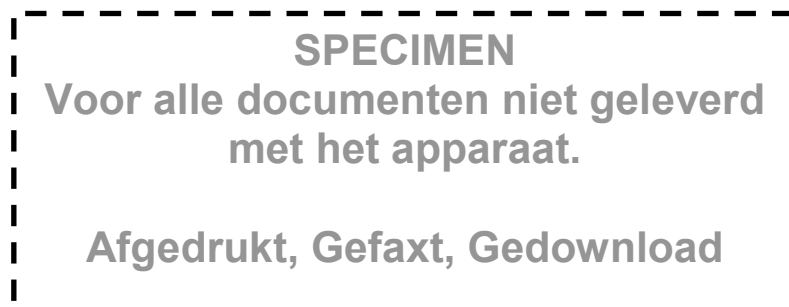 SPECIMEN
Voor alle documenten niet geleverd
met het apparaat.
Afgedrukt, Gefaxt, Gedownload